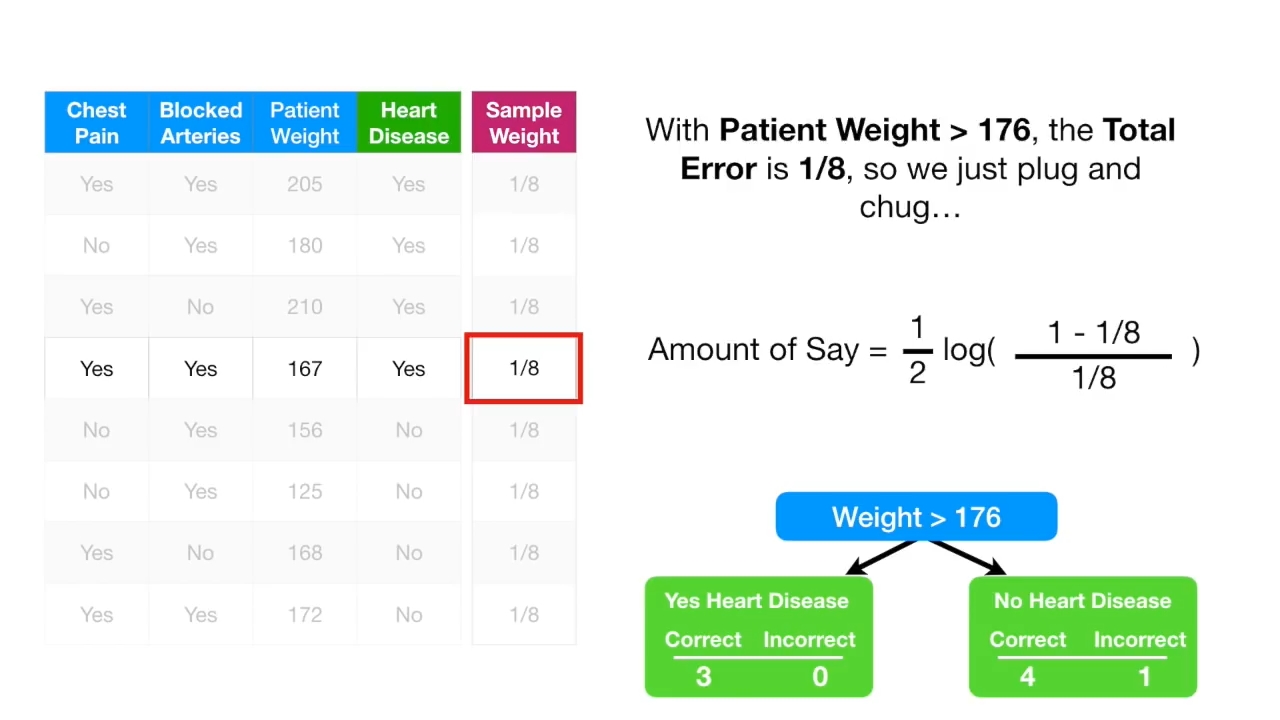 Chest Pain Blocked Arteries Patient Weight Heart Disease Sample Weight
Yes Yes 205 Yes 1/8
No Yes 180 Yes 1/8
Yes No 210 Yes 1/8
Yes Yes 167 Yes 1/8
No Yes 156 No 1/8
No Yes 125 No 1/8
Yes No 168 No 1/8
Yes Yes 172 No 1/8
With Patient Weight > 176, the Total
Error is 1/8, so we just plug and
chug…
Amount of Say = 1/2 log( 1 - 1/8 / 1/8 )
Weight > 176
Yes Heart Disease
Correct Incorrect
3 0
No Heart Disease
Correct Incorrect
4 1